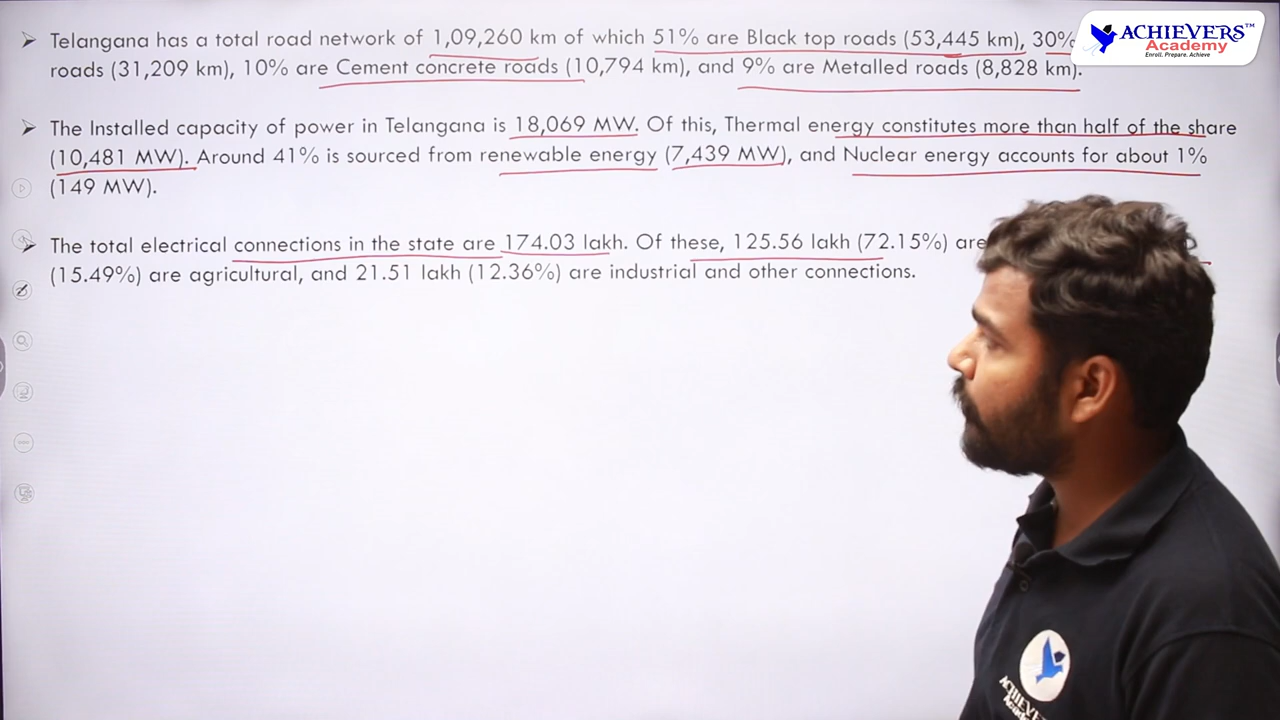 Telangana has a total road network of 1,09,260 km of which 51% are Black top roads (53,445 km), 30%
roads (31,209 km), 10% are Cement concrete roads (10,794 km), and 9% are Metalled roads (8,828 km).
The Installed capacity of power in Telangana is 18,069 MW. Of this, Thermal energy constitutes more than half of the share
(10,481 MW). Around 41% is sourced from renewable energy (7,439 MW), and Nuclear energy accounts for about 1%
(149 MW).
The total electrical connections in the state are 174.03 lakh. Of these, 125.56 lakh (72.15%) are
(15.49%) are agricultural, and 21.51 lakh (12.36%) are industrial and other connections.
ACHIEVERS™
Academy
Enroll. Prepare. Achieve